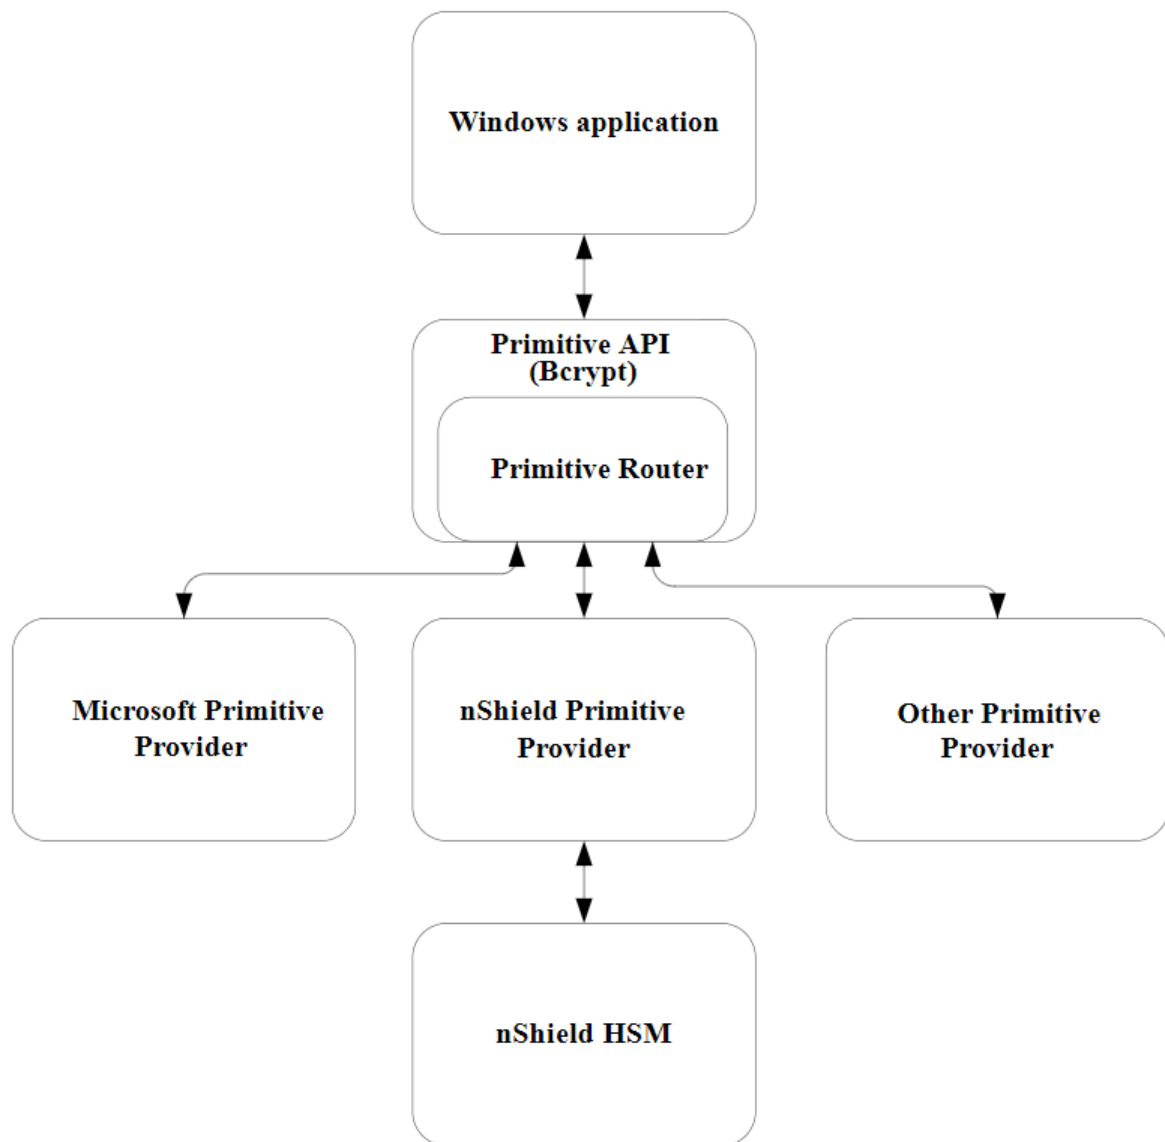 Windows application
Primitive API
(Bcrypt)
Primitive Router
Microsoft Primitive
Provider
nShield Primitive
Provider
Other Primitive
Provider
nShield HSM